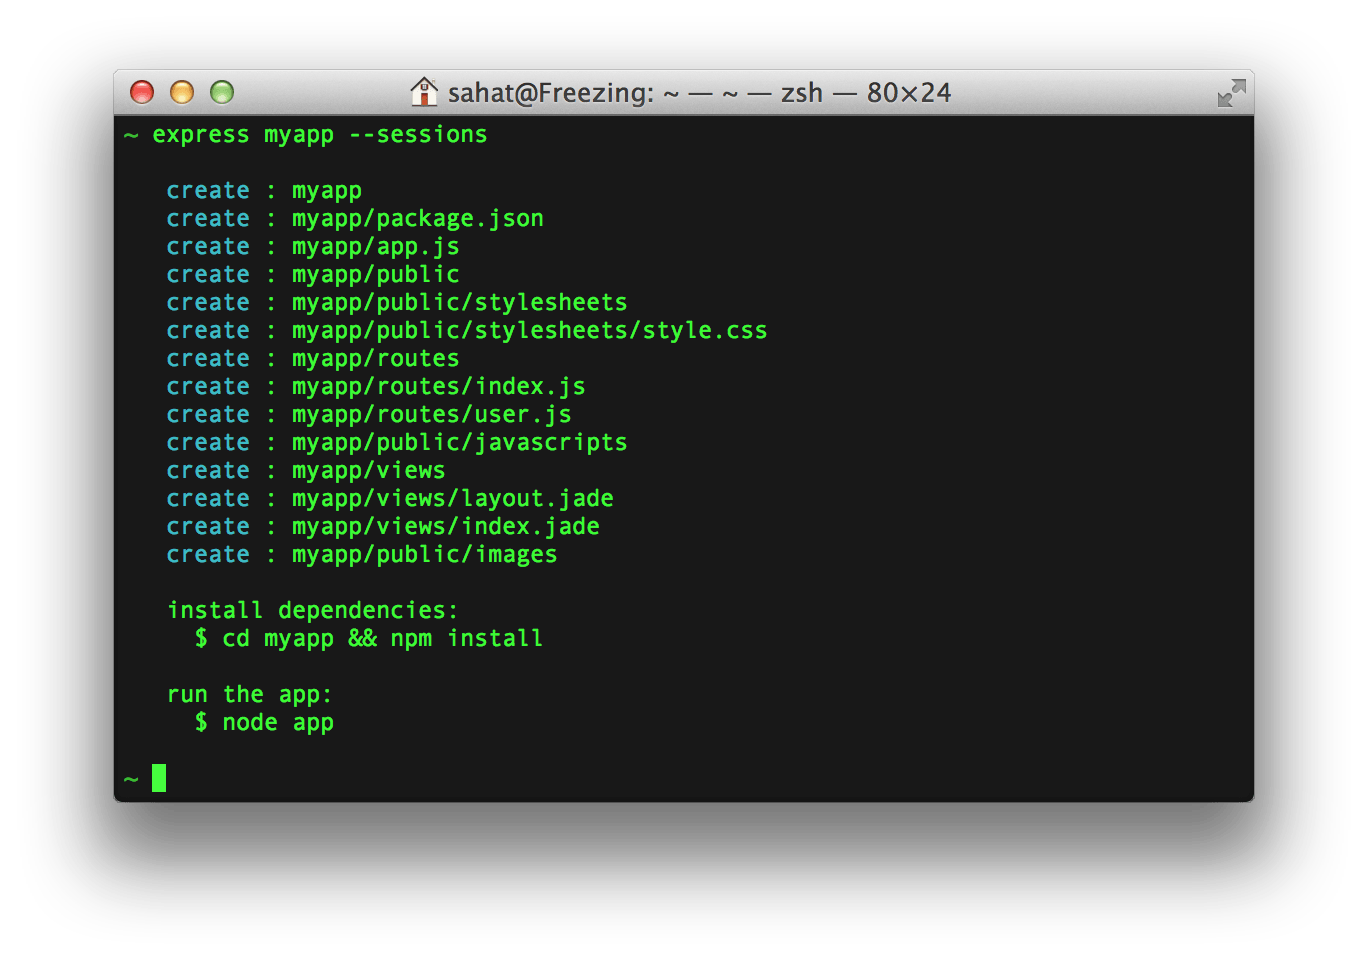 sahat@Freezing: ~ — ~ — zsh — 80×24
~ express myapp --sessions
create : myapp
create : myapp/package.json
create : myapp/app.js
create : myapp/public
create : myapp/public/stylesheets
create : myapp/public/stylesheets/style.css
create : myapp/routes
create : myapp/routes/index.js
create : myapp/routes/user.js
create : myapp/public/javascripts
create : myapp/views
create : myapp/views/layout.jade
create : myapp/views/index.jade
create : myapp/public/images
install dependencies:
$ cd myapp && npm install
run the app:
$ node app
~